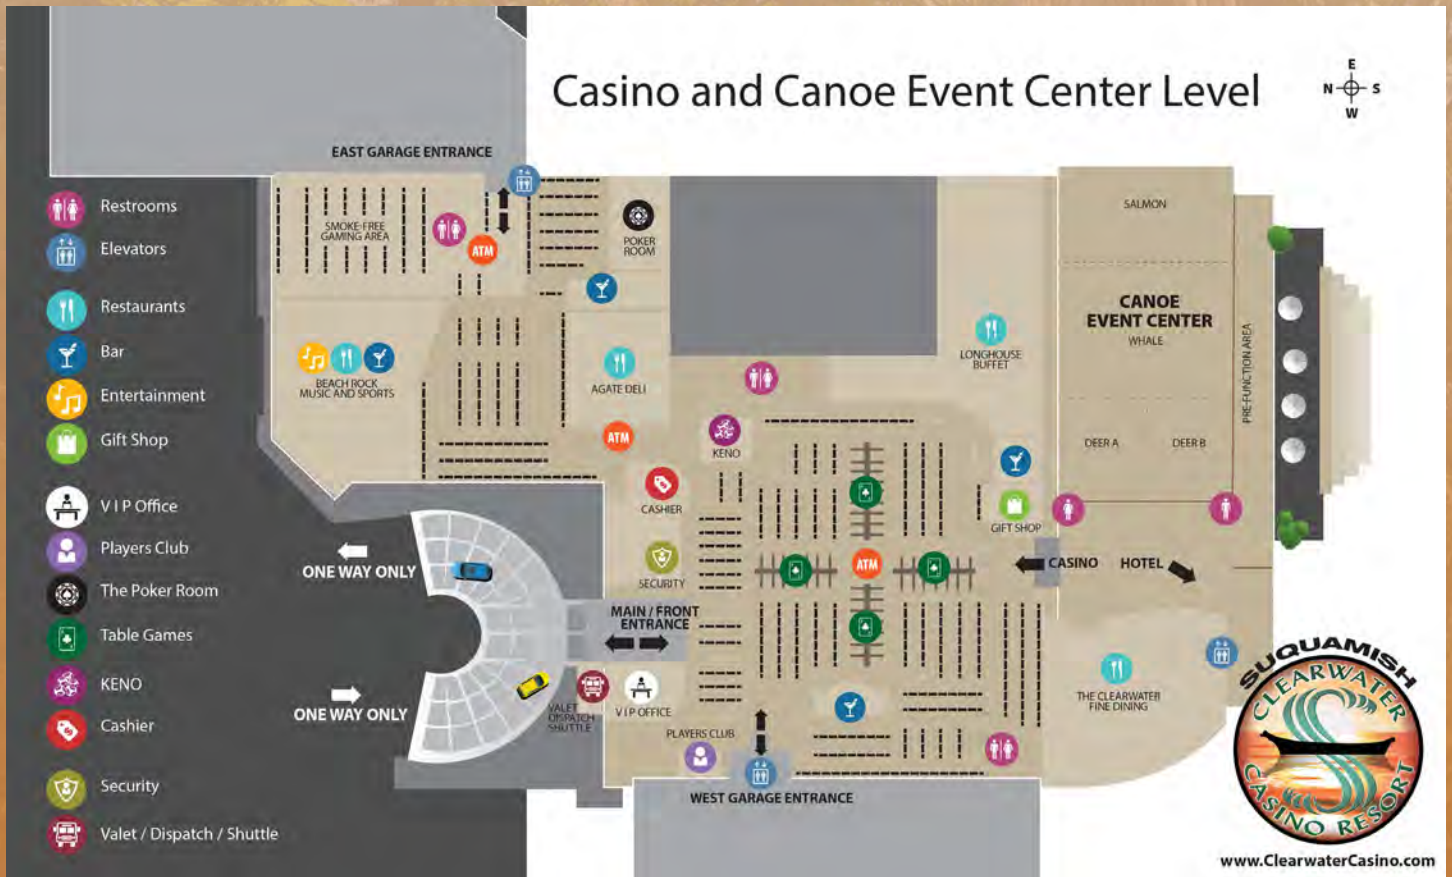 Casino and Canoe Event Center Level
E
N S
W
EAST GARAGE ENTRANCE
Restrooms
Elevators
Restaurants
Bar
Entertainment
Gift Shop
V I P Office
Players Club
The Poker Room
Table Games
KENO
Cashier
Security
Valet / Dispatch / Shuttle
SMOKE-FREE
GAMING AREA
ATM
POKER
ROOM
BEACH ROCK
MUSIC AND SPORTS
AGATE DELI
ATM
KENO
CASHIER
SECURITY
LONGHOUSE
BUFFET
GIFT SHOP
ATM
SALMON
CANOE
EVENT CENTER
WHALE
DEER A
DEER B
PRE-FUNCTION AREA
CASINO
HOTEL
ONE WAY ONLY
MAIN / FRONT
ENTRANCE
ONE WAY ONLY
VALET
DISPATCH
SHUTTLE
V I P OFFICE
PLAYERS CLUB
WEST GARAGE ENTRANCE
THE CLEARWATER
FINE DINING
SUQUAMISH
CLEARWATER
CASINO RESORT
www.ClearwaterCasino.com